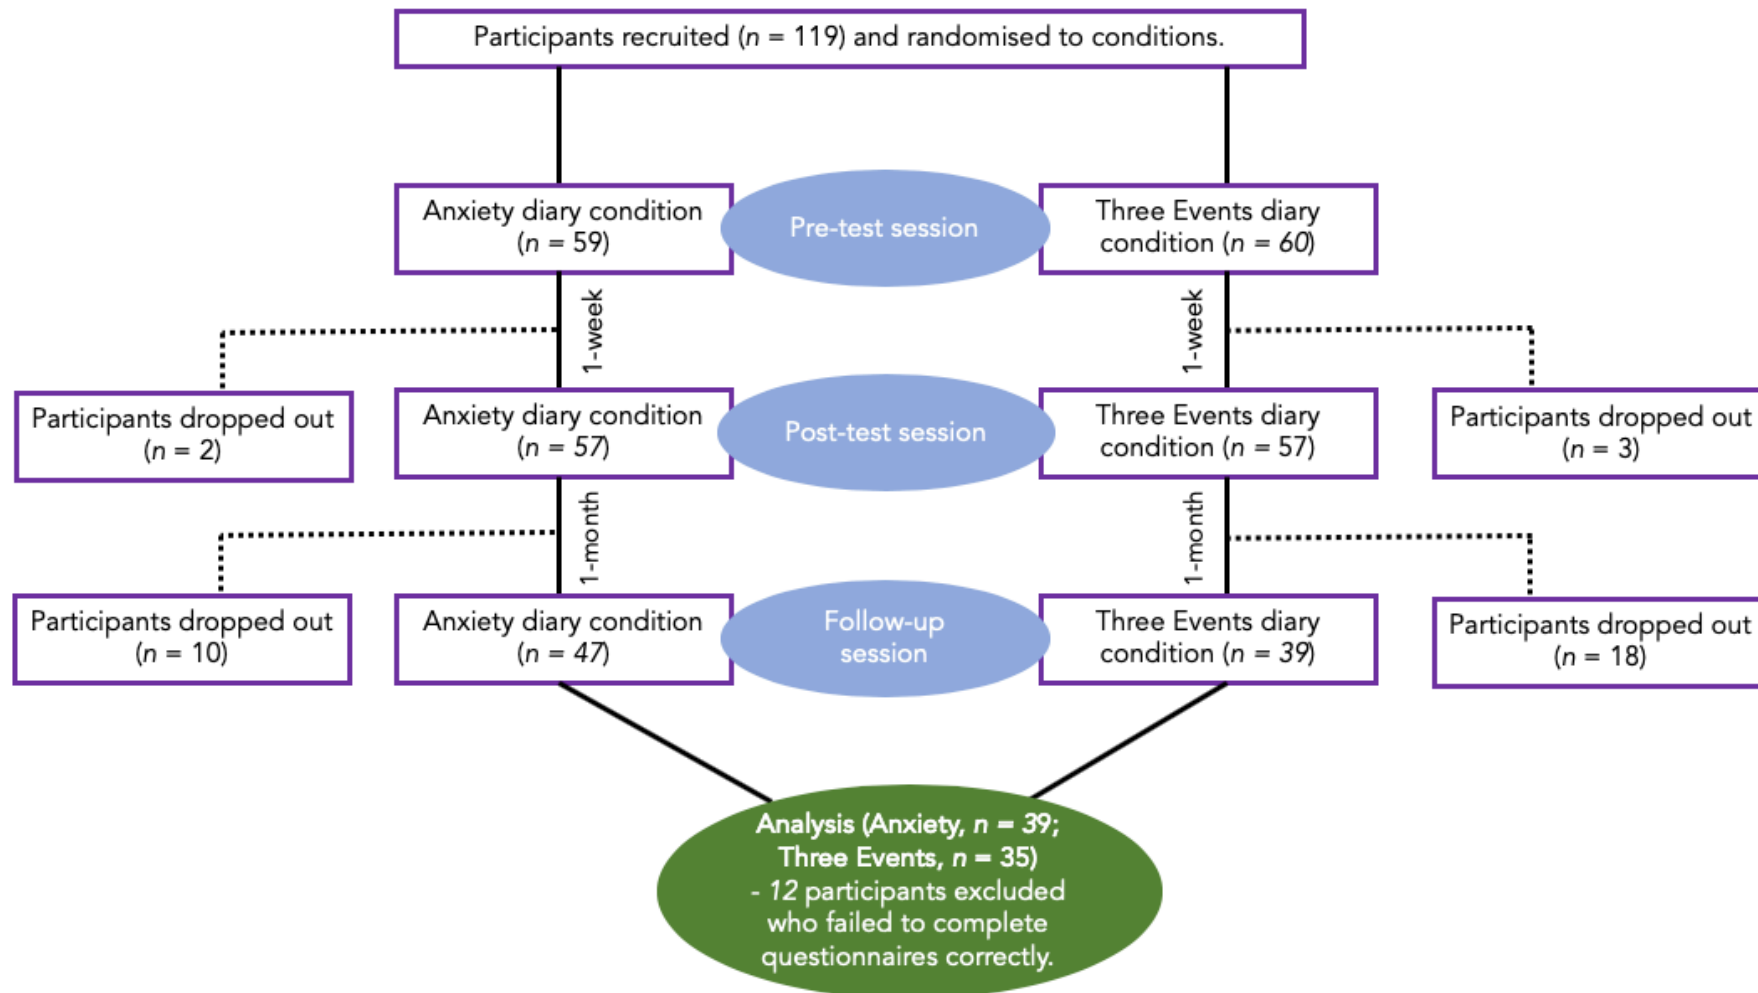 Participants recruited (n = 119) and randomised to conditions.
Anxiety diary condition
(n = 59)
Pre-test session
Three Events diary
condition (n = 60)
1-week
1-week
Participants dropped out
(n = 2)
Anxiety diary condition
(n = 57)
Post-test session
Three Events diary
condition (n = 57)
Participants dropped out
(n = 3)
1-month
1-month
Participants dropped out
(n = 10)
Anxiety diary condition
(n = 47)
Follow-up
session
Three Events diary
condition (n = 39)
Participants dropped out
(n = 18)
Analysis (Anxiety, n = 39;
Three Events, n = 35)
- 12 participants excluded
who failed to complete
questionnaires correctly.